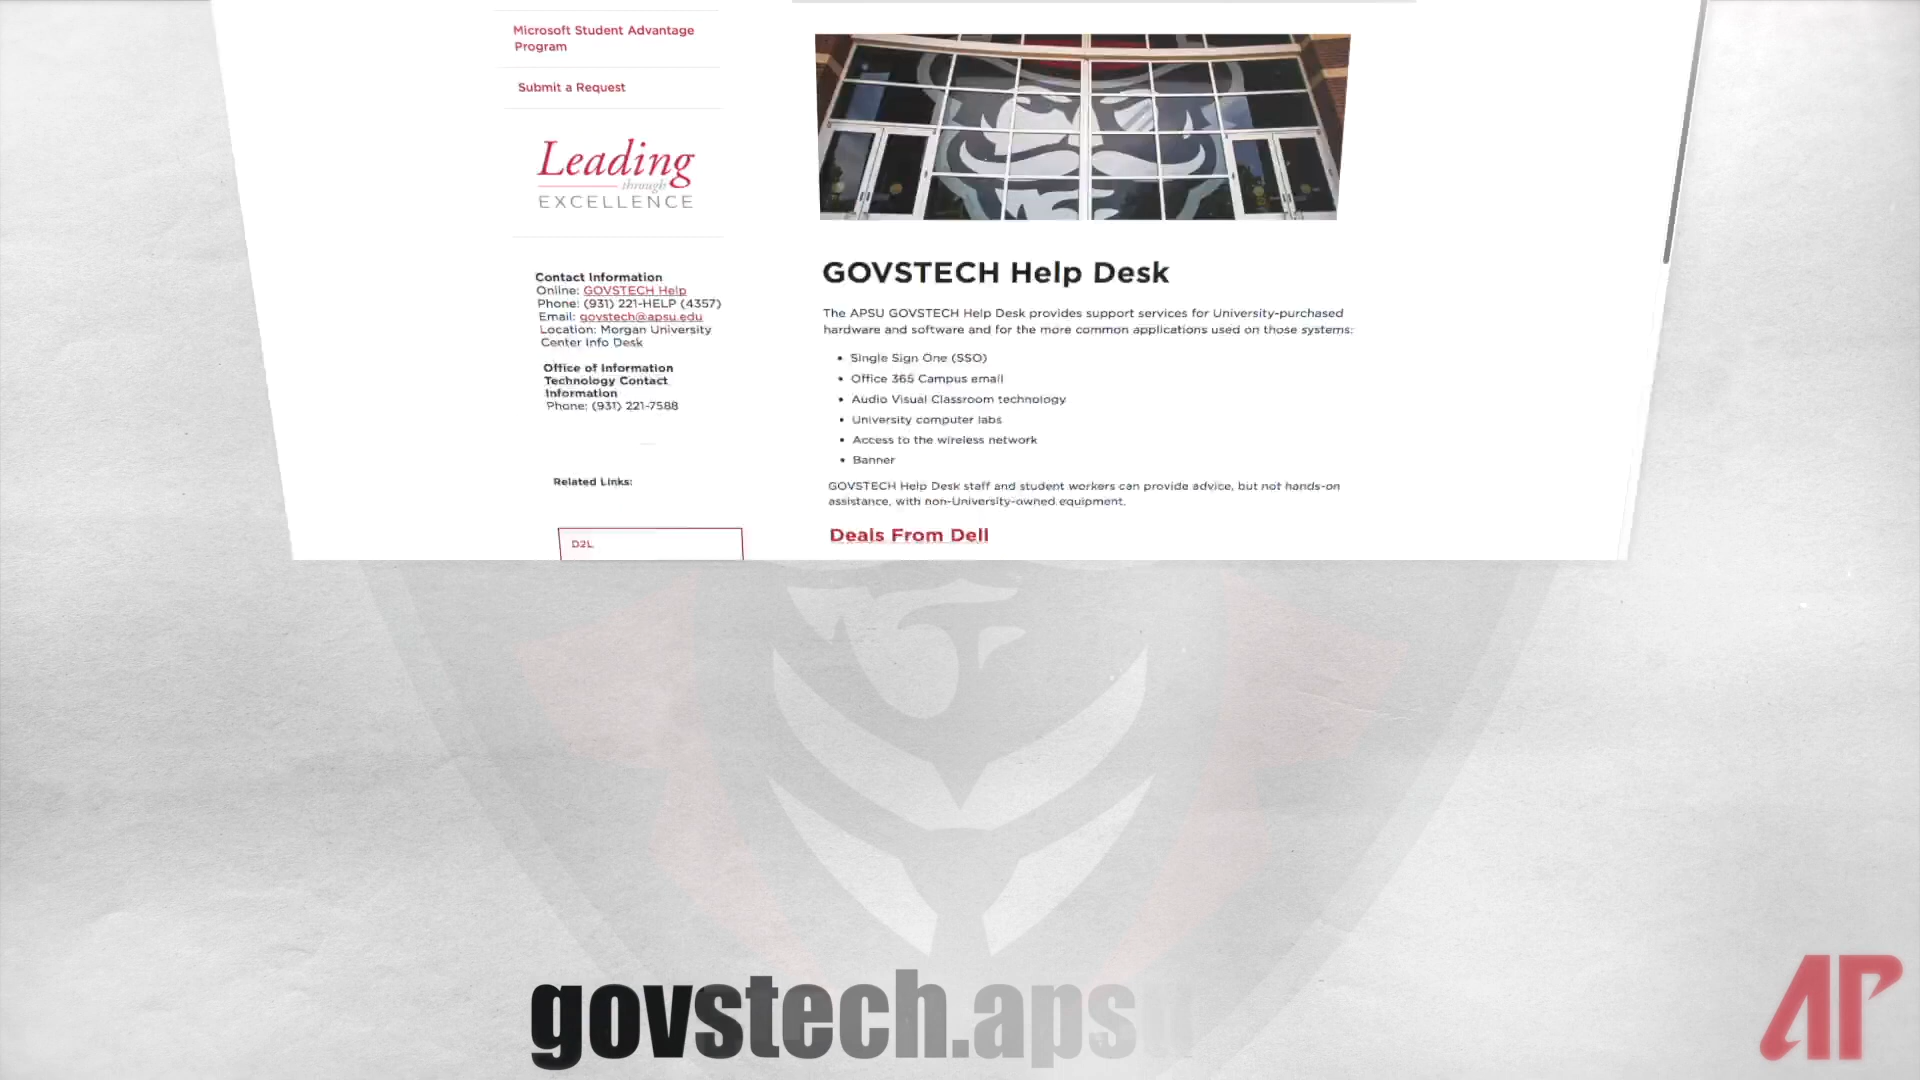 Microsoft Student Advantage
Program
Submit a Request
Leading
through
EXCELLENCE
Contact Information
Online: GOVSTECH Help
Phone: (931) 221-HELP (4357)
Email: govstech@apsu.edu
Location: Morgan University
Center Info Desk
Office of Information
Technology Contact
Information
Phone: (931) 221-7588
Related Links:
D2L
GOVSTECH Help Desk
The APSU GOVSTECH Help Desk provides support services for University-purchased
hardware and software and for the more common applications used on those systems:
• Single Sign One (SSO)
• Office 365 Campus email
• Audio Visual Classroom technology
• University computer labs
• Access to the wireless network
• Banner
GOVSTECH Help Desk staff and student workers can provide advice, but not hands-on
assistance, with non-University-owned equipment.
Deals From Dell
govstech.apsu
AP